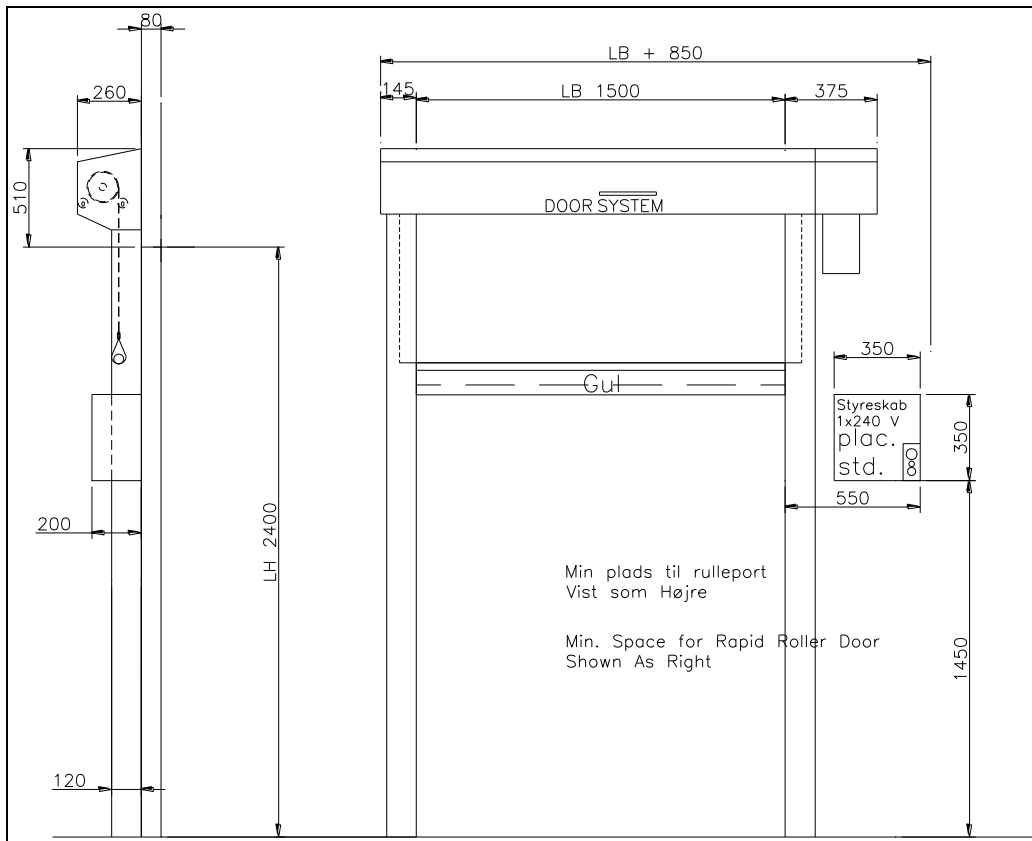 80
LB + 850
260
145
LB 1500
375
510
DOOR SYSTEM
350
Gul
Styreskab
1x240 V
plac.
std.
350
550
200
LH 2400
Min plads til rulleport
Vist som Højre
Min. Space for Rapid Roller Door
Shown As Right
1450
120